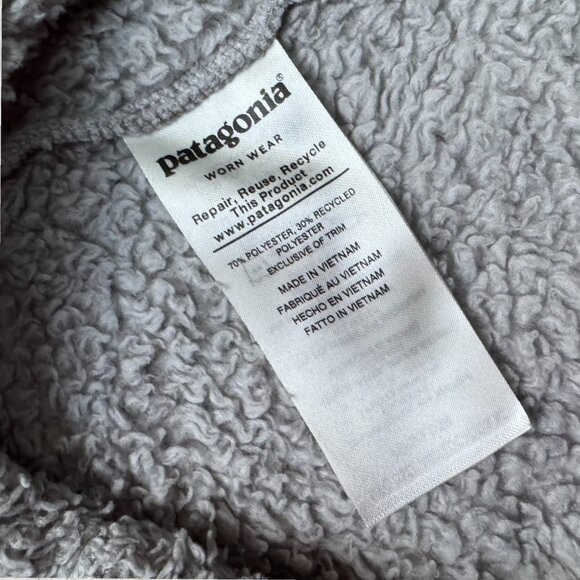 patagonia®
WORN WEAR
Repair, Reuse, Recycle
This Product
www.patagonia.com
70% POLYESTER, 30% RECYCLED
POLYESTER
EXCLUSIVE OF TRIM
MADE IN VIETNAM
FABRIQUÉ AU VIETNAM
HECHO EN VIETNAM
FATTO IN VIETNAM